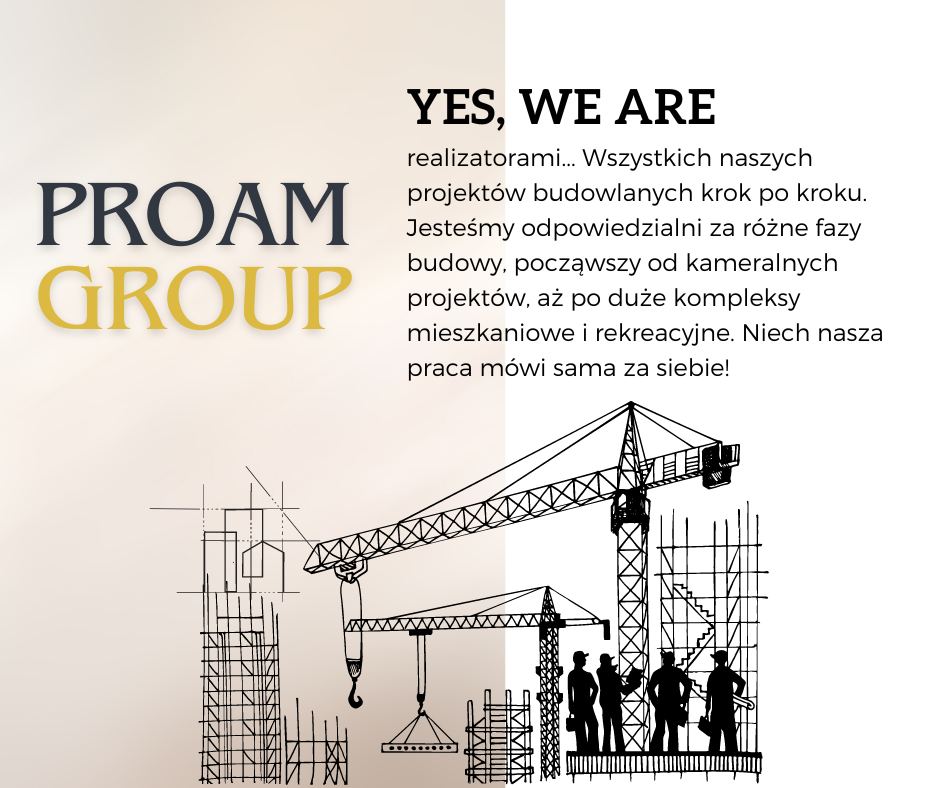 PROAM
GROUP
YES, WE ARE
realizatorami... Wszystkich naszych
projektów budowlanych krok po kroku.
Jesteśmy odpowiedzialni za różne fazy
budowy, począwszy od kameralnych
projektów, aż po duże kompleksy
mieszkaniowe i rekreacyjne. Niech nasza
praca mówi sama za siebie!